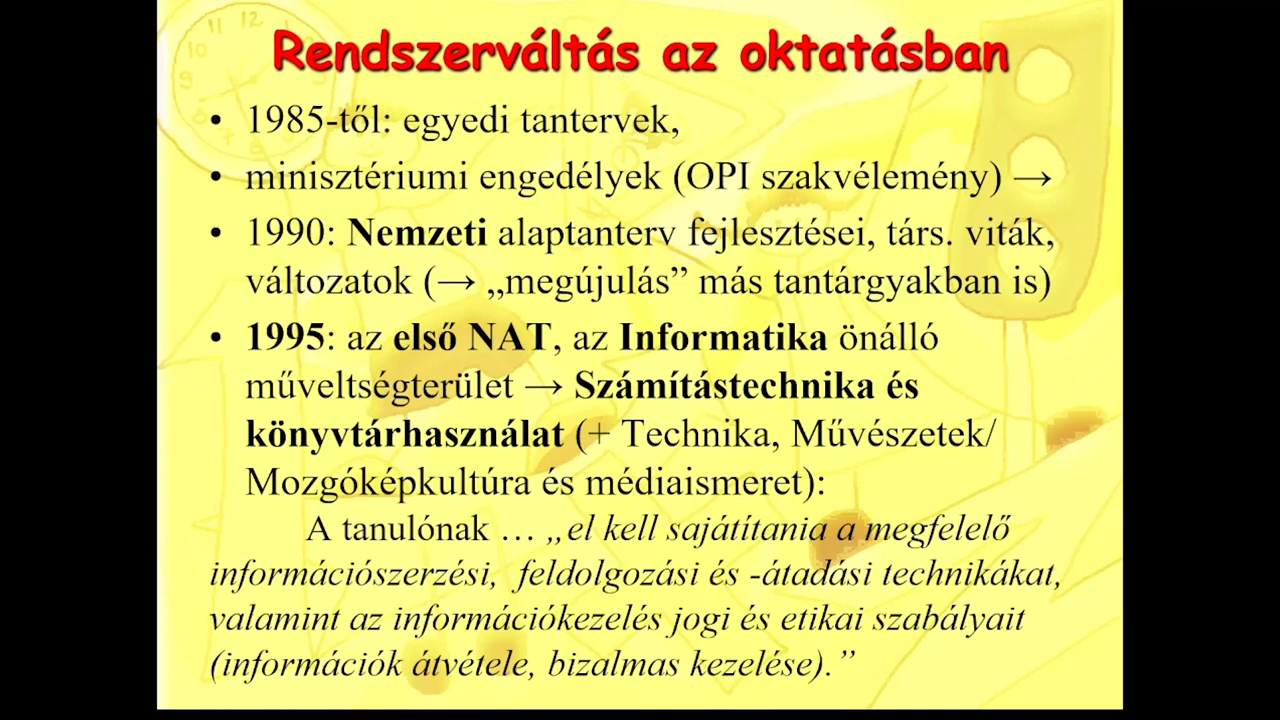 Rendszerváltás az oktatásban
• 1985-től: egyedi tantervek,
• minisztériumi engedélyek (OPI szakvélemény) →
• 1990: Nemzeti alaptanterv fejlesztései, társ. viták,
változatok (→ „megújulás” más tantárgyakban is)
• 1995: az első NAT, az Informatika önálló
műveltségterület → Számítástechnika és
könyvtárhasználat (+ Technika, Művészetek/
Mozgóképkultúra és médiaismeret):
A tanulónak … „el kell sajátítania a megfelelő
információszerzési, feldolgozási és -átadási technikákat,
valamint az információkezelés jogi és etikai szabályait
(információk átvétele, bizalmas kezelése).”